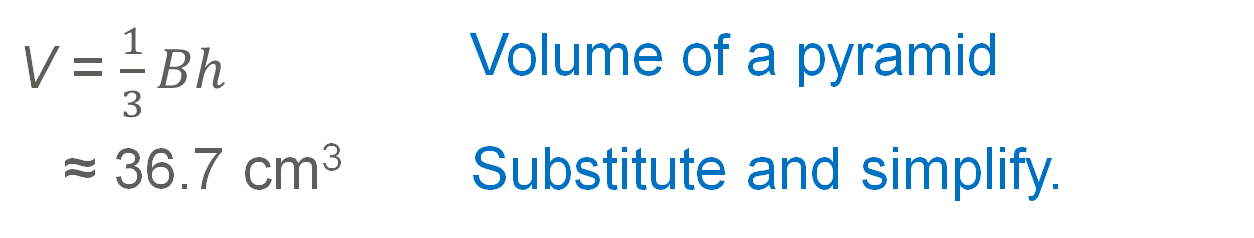 V = 1/3 Bh Volume of a pyramid
≈ 36.7 cm³ Substitute and simplify.